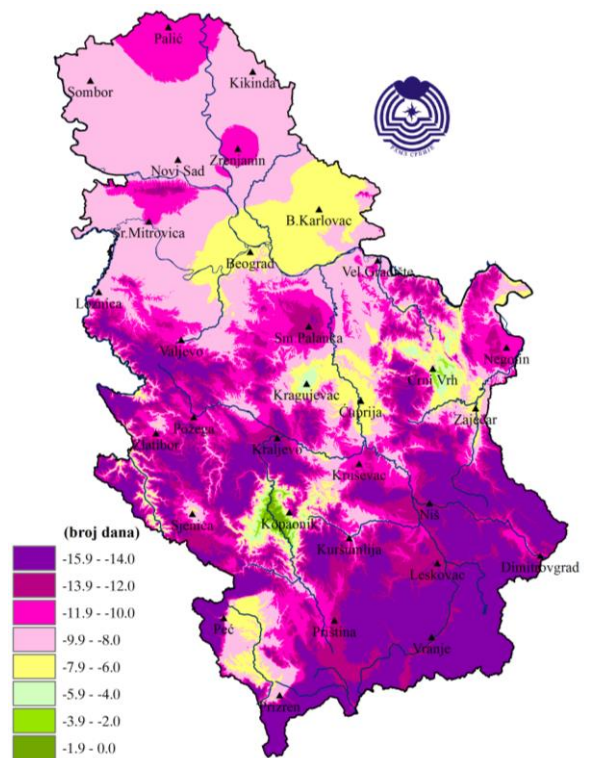 Palić
Kikinda
Sombor
Zrenjanin
Novi Sad
B.Karlovac
Sr.Mitrovica
Beograd
Vel.Gradište
Loznica
Sm Palanka
Valjevo
Negotin
Crni Vrh
Kragujevac
Ćuprija
Zaječar
Požega
Zlatibor
Kraljevo
Kruševac
Kopaonik
Niš
Sjenica
Kuršumlija
Dimitrovgrad
Leskovac
Peć
Priština
Vranje
Prizren
(broj dana)
-15.9 - -14.0
-13.9 - -12.0
-11.9 - -10.0
-9.9 - -8.0
-7.9 - -6.0
-5.9 - -4.0
-3.9 - -2.0
-1.9 - 0.0